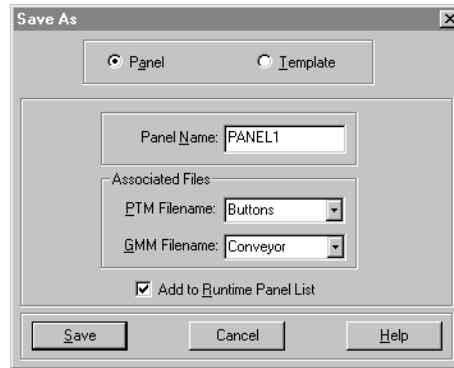 Save As
Panel Template
Panel Name: PANEL1
Associated Files
PTM Filename: Buttons
GMM Filename: Conveyor
Add to Runtime Panel List
Save Cancel Help